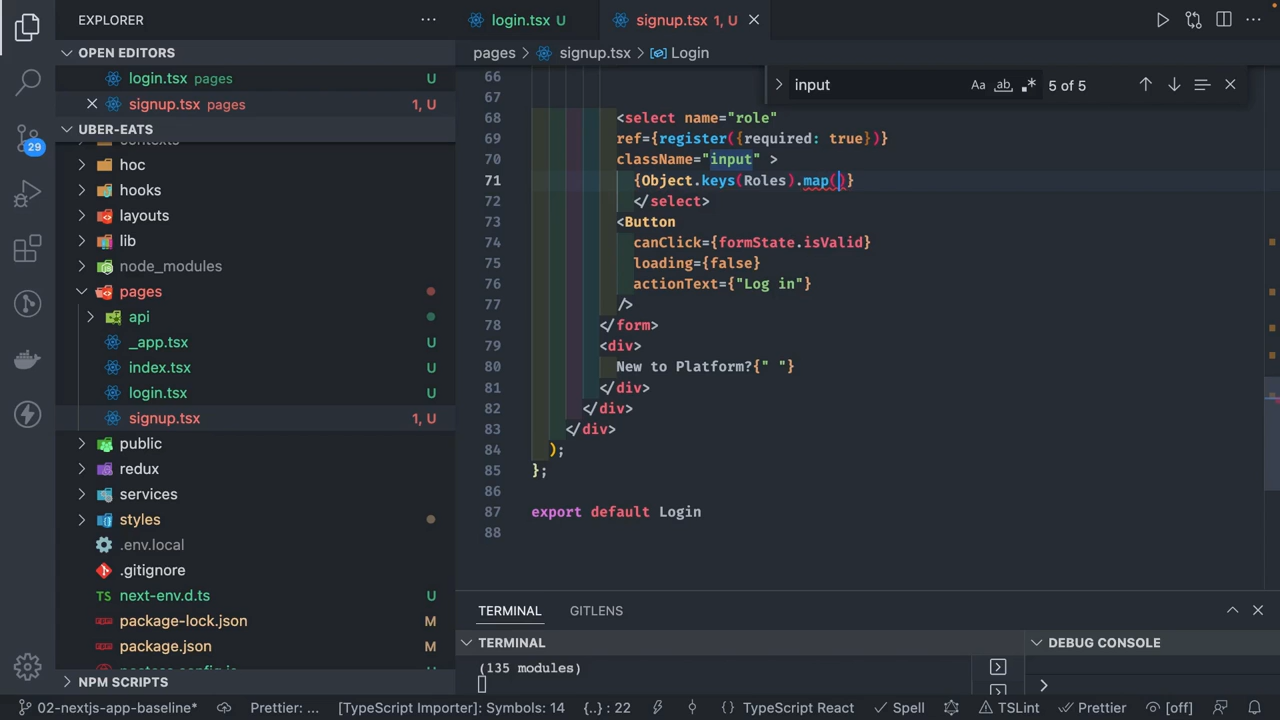 EXPLORER
OPEN EDITORS
login.tsx pages U
signup.tsx pages 1, U
UBER-EATS
contexts
hoc
hooks
layouts
lib
node_modules
pages
api
_app.tsx U
index.tsx U
login.tsx U
signup.tsx 1, U
public
redux
services
styles
.env.local
.gitignore
next-env.d.ts U
package-lock.json M
package.json M
postcss.config.js
NPM SCRIPTS
29
login.tsx U
signup.tsx 1, U
pages > signup.tsx > Login
input Aa ab 5 of 5
66
67
68 <select name="role"
69 ref={register({required: true})}
70 className="input" >
71 {Object.keys(Roles).map()}
72 </select>
73 <Button
74 canClick={formState.isValid}
75 loading={false}
76 actionText={"Log in"}
77 />
78 </form>
79 <div>
80 New to Platform?{" "}
81 </div>
82 </div>
83 </div>
84 );
85 };
86
87 export default Login
88
TERMINAL GITLENS
TERMINAL
(135 modules)
DEBUG CONSOLE
02-nextjs-app-baseline* Prettier: ... [TypeScript Importer]: Symbols: 14 {..} : 22 TypeScript React Spell TSLint Prettier [off]